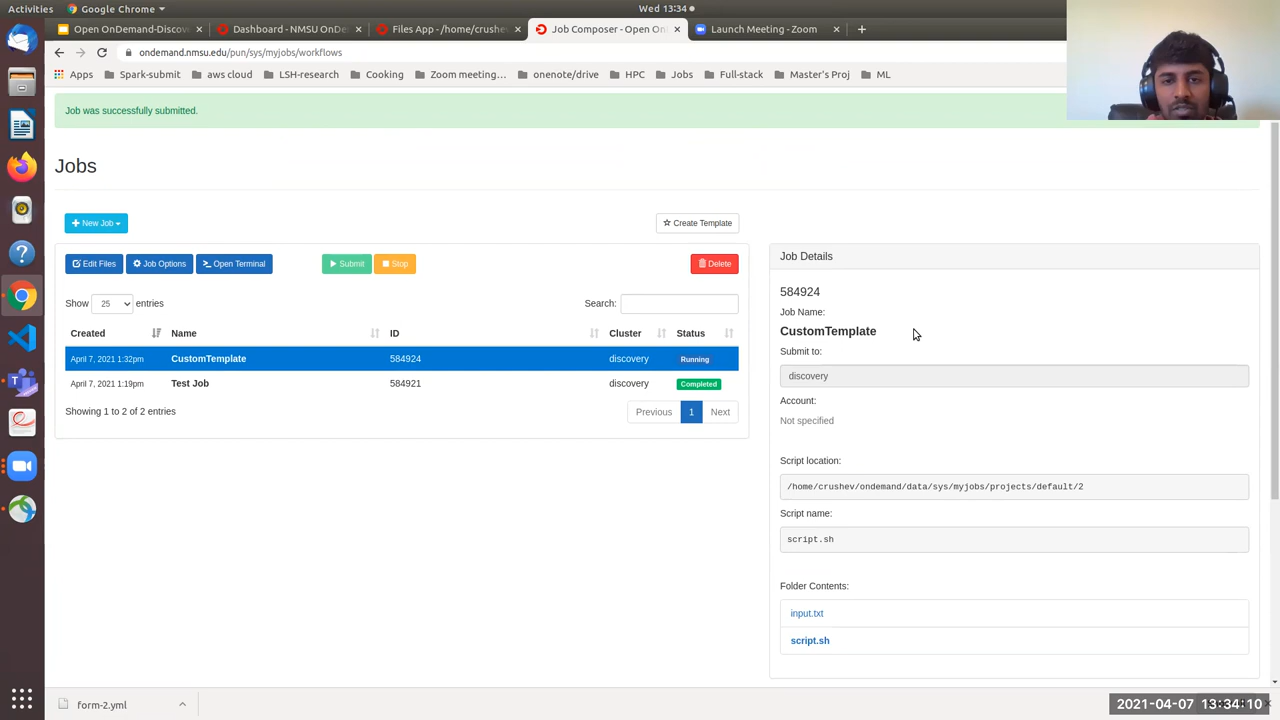 Activities
Google Chrome
Wed 13:34
Open OnDemand-Discov
Dashboard - NMSU OnDe
Files App - /home/crushe
Job Composer - Open On
Launch Meeting - Zoom
ondemand.nmsu.edu/pun/sys/myjobs/workflows
Apps
Spark-submit
aws cloud
LSH-research
Cooking
Zoom meeting...
onenote/drive
HPC
Jobs
Full-stack
Master's Proj
ML
Job was successfully submitted.
Jobs
New Job
Create Template
Edit Files
Job Options
Open Terminal
Submit
Stop
Delete
Show 25 entries
Search:
Created Name ID Cluster Status
April 7, 2021 1:32pm CustomTemplate 584924 discovery Running
April 7, 2021 1:19pm Test Job 584921 discovery Completed
Showing 1 to 2 of 2 entries
Previous 1 Next
Job Details
584924
Job Name:
CustomTemplate
Submit to:
discovery
Account:
Not specified
Script location:
/home/crushev/ondemand/data/sys/myjobs/projects/default/2
Script name:
script.sh
Folder Contents:
input.txt
script.sh
form-2.yml
2021-04-07 13:34:10